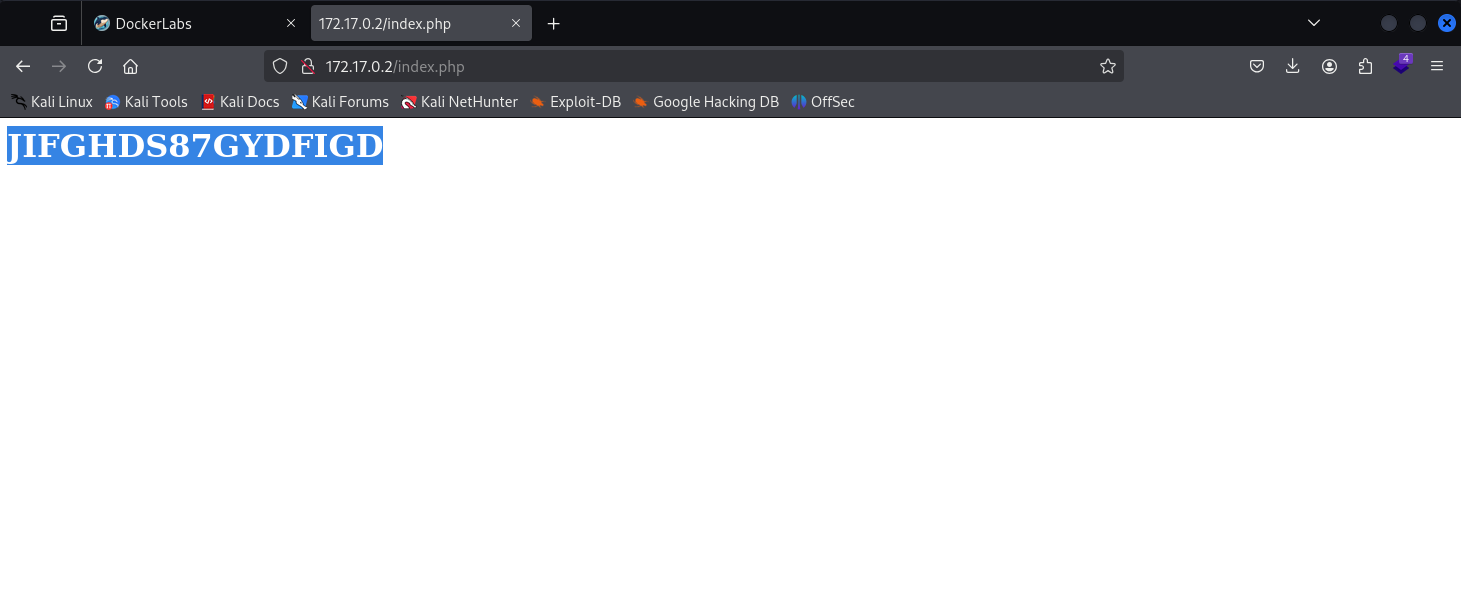 DockerLabs
172.17.0.2/index.php
172.17.0.2/index.php
4
Kali Linux Kali Tools Kali Docs Kali Forums Kali NetHunter Exploit-DB Google Hacking DB OffSec
JIFGHDS87GYDFIGD